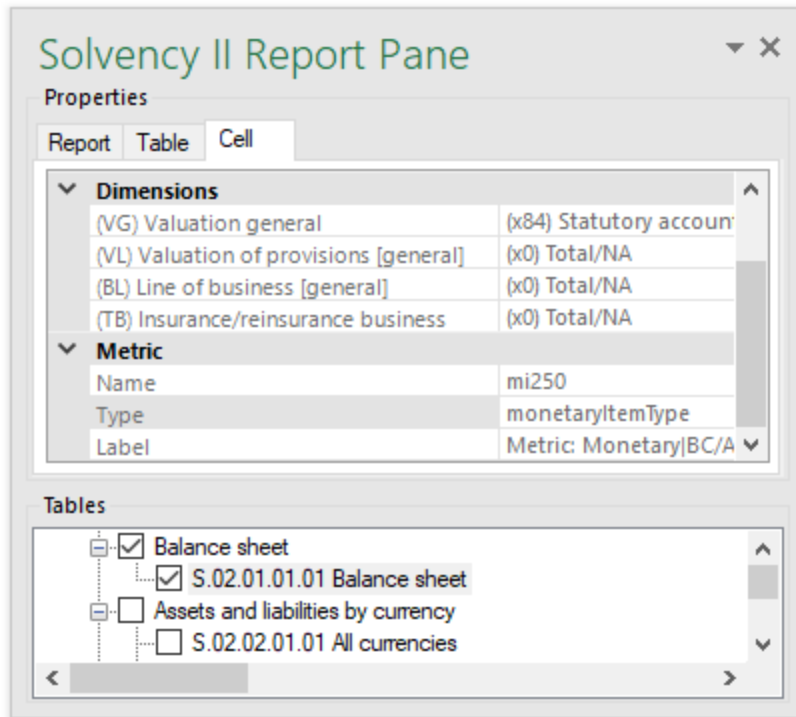 Solvency II Report Pane
Properties
Report Table Cell
Dimensions
(VG) Valuation general (x84) Statutory accoun
(VL) Valuation of provisions [general] (x0) Total/NA
(BL) Line of business [general] (x0) Total/NA
(TB) Insurance/reinsurance business (x0) Total/NA
Metric
Name mi250
Type monetaryItemType
Label Metric: Monetary|BC/A
Tables
Balance sheet
S.02.01.01.01 Balance sheet
Assets and liabilities by currency
S.02.02.01.01 All currencies